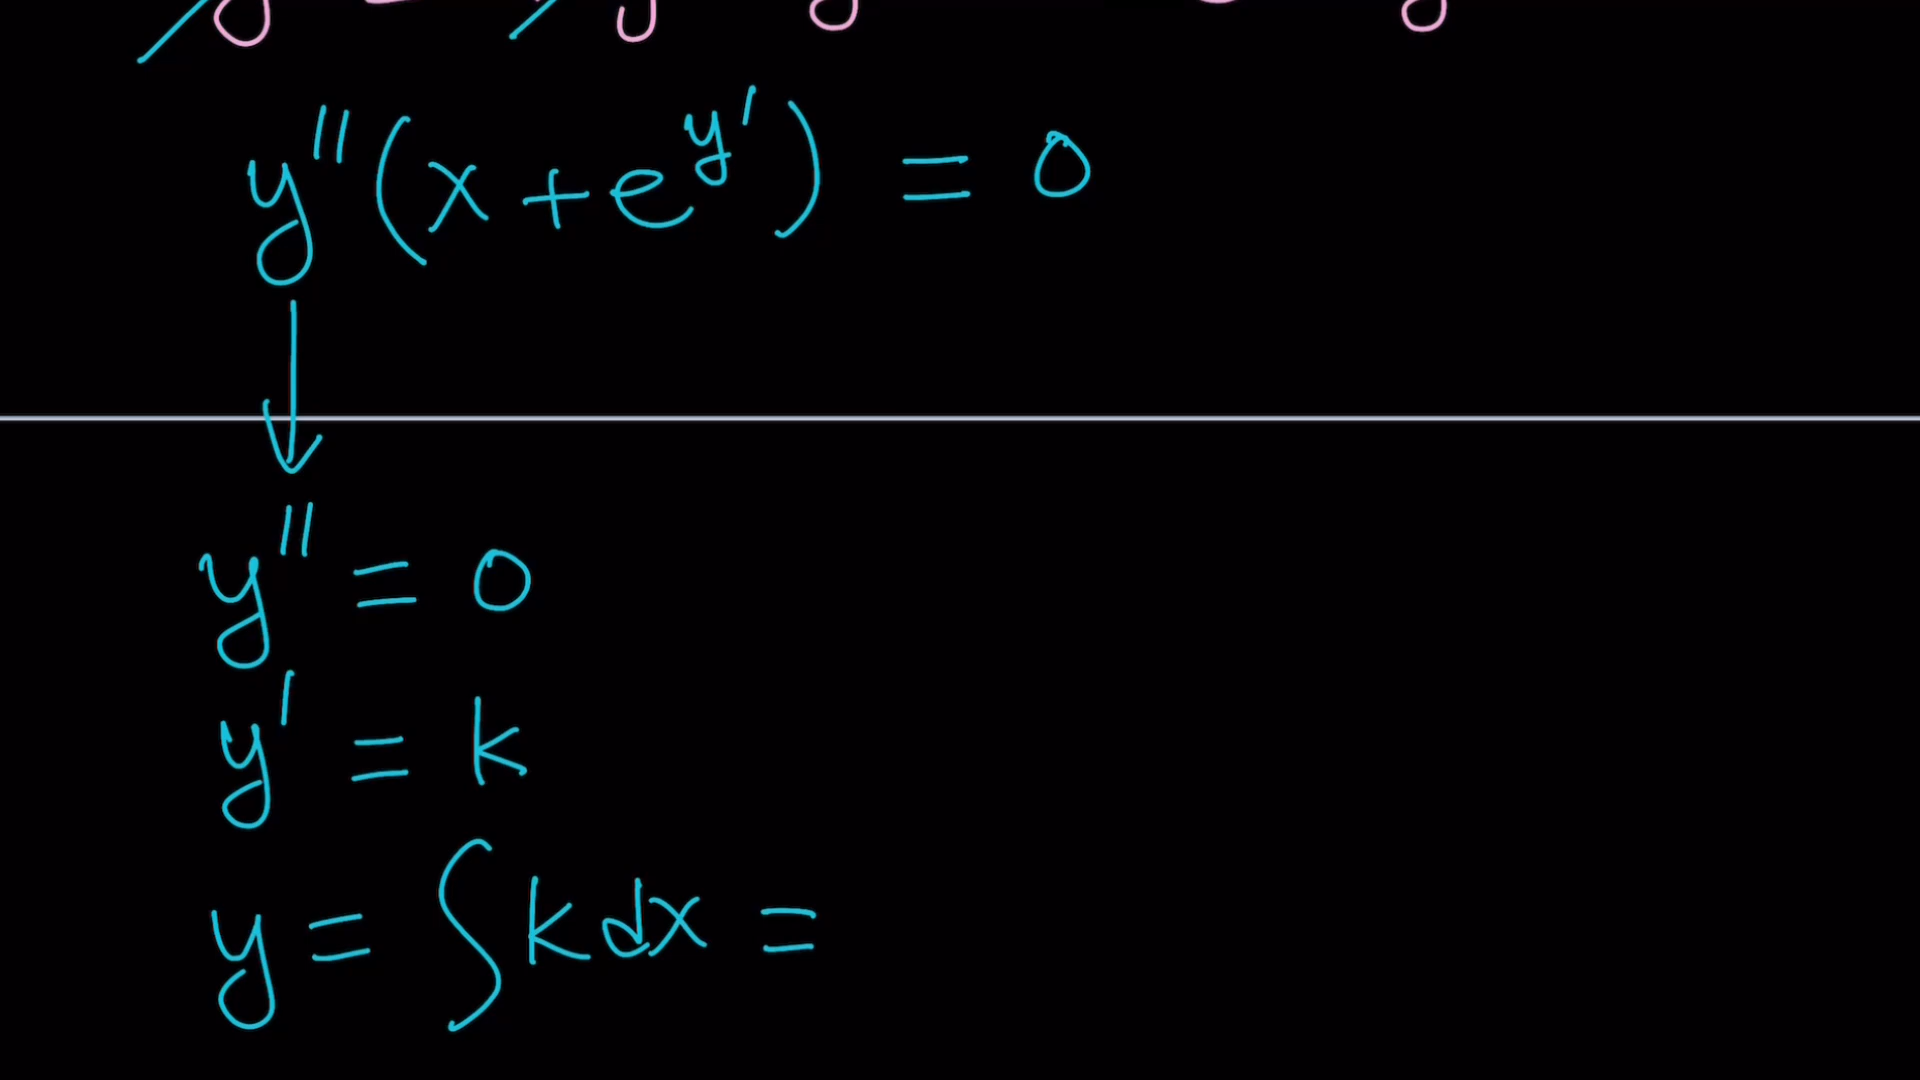 y''(x+e^{y'}) = 0
y'' = 0
y' = k
y = ∫ k dx =